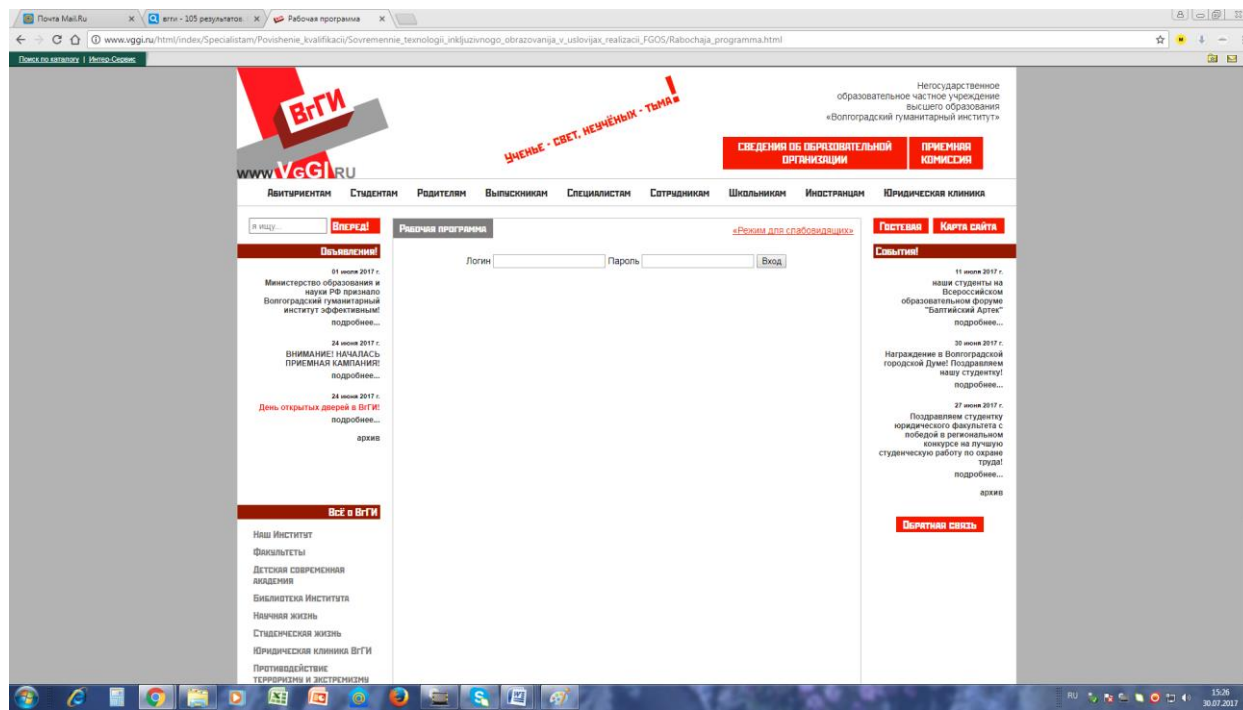 Почта Mail.Ru
вгги - 105 результатов.
Рабочая программа
www.vggi.ru/html/index/Specialistam/Povishenie_kvalifikacii/Sovremennie_texnologii_inkljuzivnogo_obrazovanija_v_uslovijax_realizacii_FGOS/Rabochaja_programma.html
Поиск по каталогу | Интер-Сервис
ВгГИ
www.VgGI.RU
Ученье - свет, неучёных - тьма!
Негосударственное
образовательное частное учреждение
высшего образования
«Волгоградский гуманитарный институт»
Сведения об образовательной организации
Приемная комиссия
Абитуриентам Студентам Родителям Выпускникам Специалистам Сотрудникам Школьникам Иностранцам Юридическая клиника
я ищу... Вперед!
Объявления!
01 июля 2017 г.
Министерство образования и
науки РФ признало
Волгоградский гуманитарный
институт эффективным!
подробнее...
24 июня 2017 г.
ВНИМАНИЕ! НАЧАЛАСЬ
ПРИЕМНАЯ КАМПАНИЯ!
подробнее...
24 июня 2017 г.
День открытых дверей в ВгГИ!
подробнее...
архив
Всё о ВгГИ
Наш Институт
Факультеты
Детская современная
академия
Библиотека Института
Научная жизнь
Студенческая жизнь
Юридическая клиника ВгГИ
Противодействие
терроризму и экстремизму
Рабочая программа
«Режим для слабовидящих»
Логин Пароль Вход
Гостевая Карта сайта
События!
11 июля 2017 г.
наши студенты на
Всероссийском
образовательном форуме
"Балтийский Артек"
подробнее...
30 июня 2017 г.
Награждение в Волгоградской
городской Думе! Поздравляем
нашу студентку!
подробнее...
27 июня 2017 г.
Поздравляем студентку
юридического факультета с
победой в региональном
конкурсе на лучшую
студенческую работу по охране
труда!
подробнее...
архив
Обратная связь
RU
15:26
30.07.2017